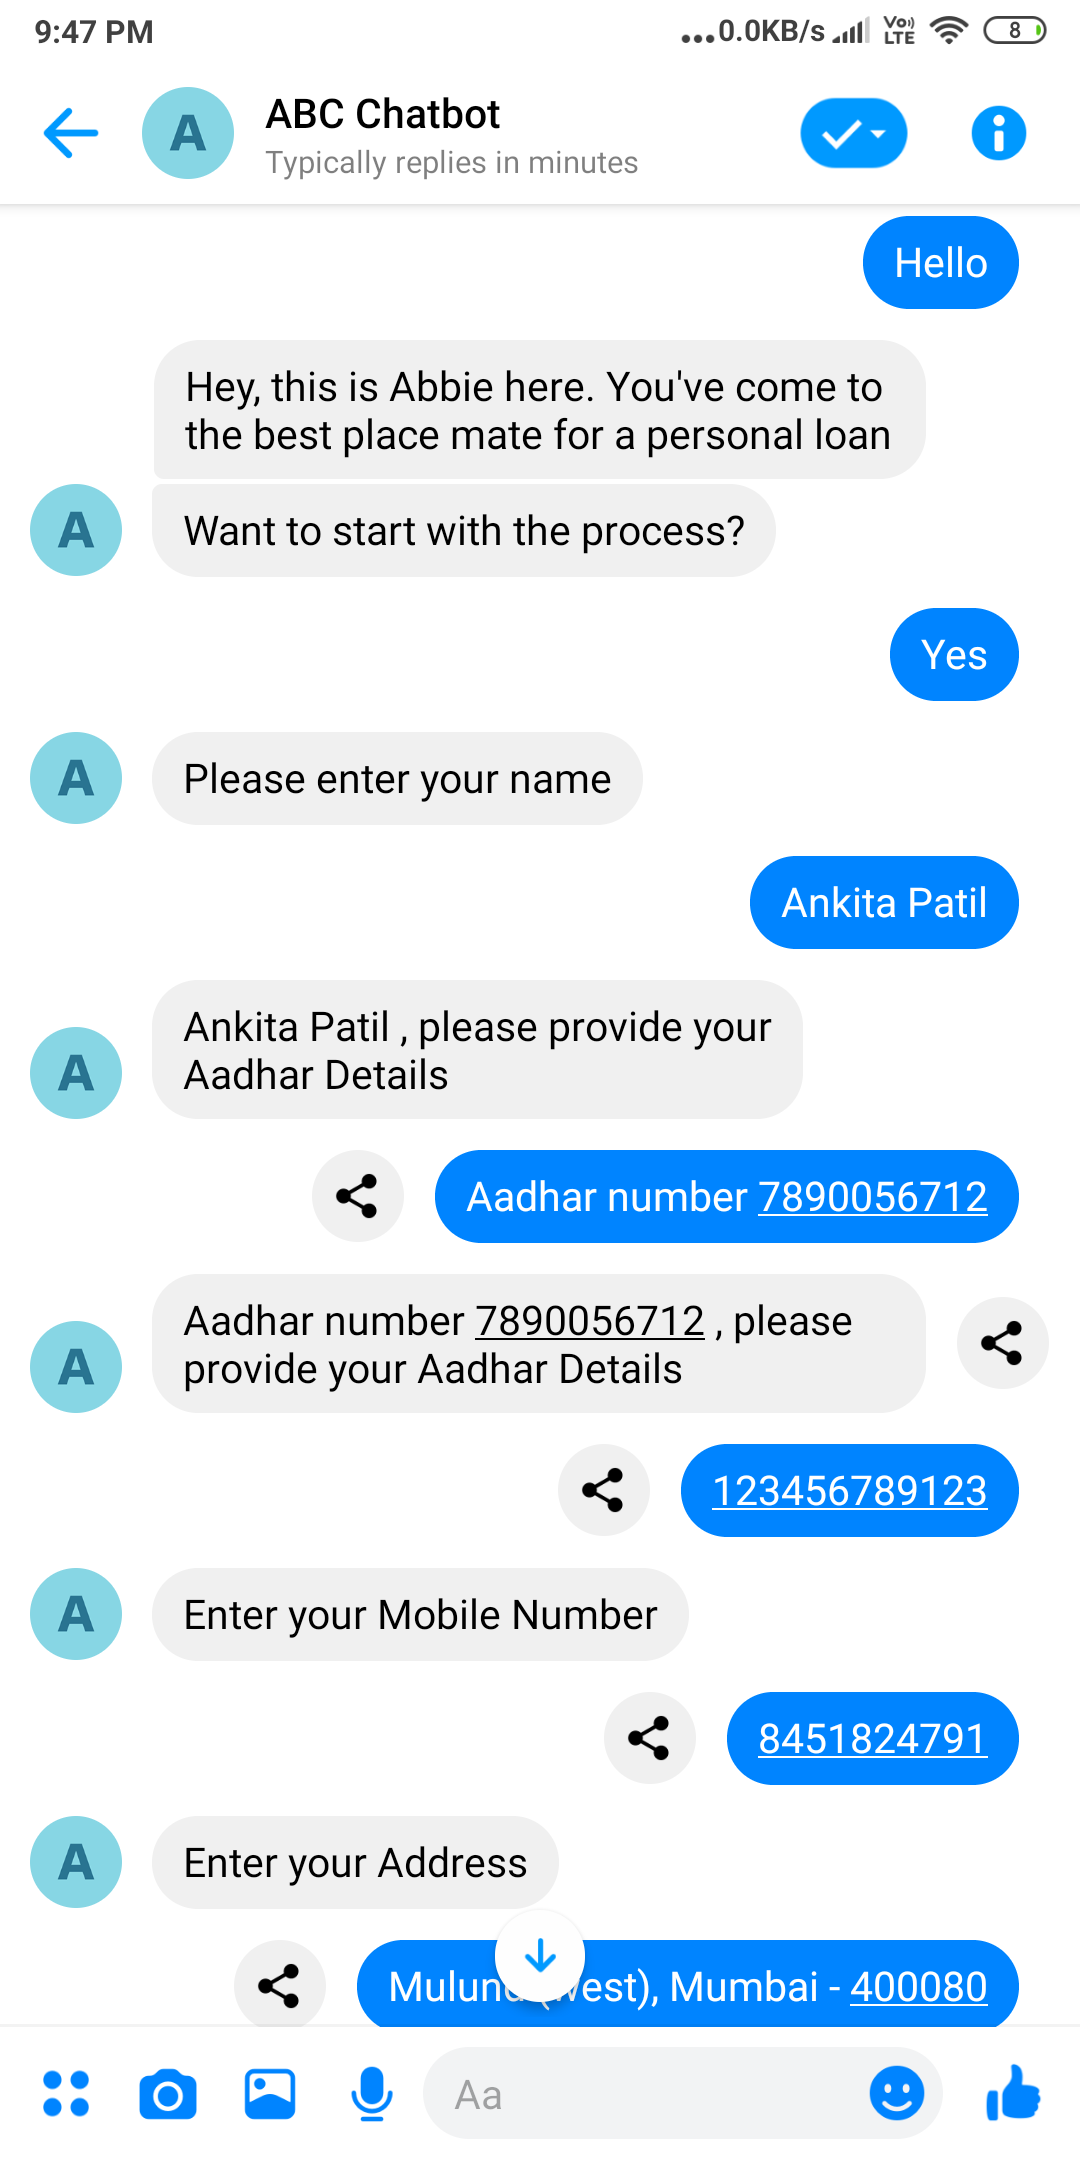 9:47 PM
...0.0KB/s Vo)) LTE 8
A ABC Chatbot
Typically replies in minutes
Hello
Hey, this is Abbie here. You've come to
the best place mate for a personal loan
A Want to start with the process?
Yes
A Please enter your name
Ankita Patil
Ankita Patil , please provide your
A Aadhar Details
Aadhar number 7890056712
Aadhar number 7890056712 , please
A provide your Aadhar Details
123456789123
A Enter your Mobile Number
8451824791
A Enter your Address
Mumbai - 400080
Aa